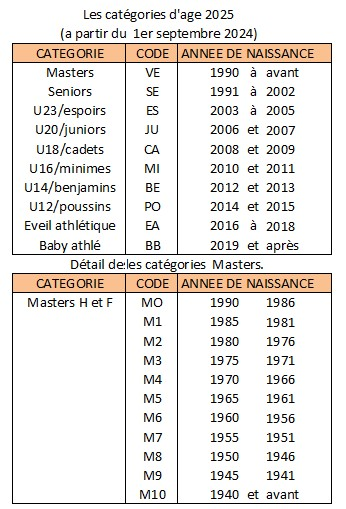 Les catégories d'age 2025
(a partir du 1er septembre 2024)
CATEGORIE CODE ANNEE DE NAISSANCE
Masters VE 1990 à avant
Seniors SE 1991 à 2002
U23/espoirs ES 2003 à 2005
U20/juniors JU 2006 et 2007
U18/cadets CA 2008 et 2009
U16/minimes MI 2010 et 2011
U14/benjamins BE 2012 et 2013
U12/poussins PO 2014 et 2015
Eveil athlétique EA 2016 à 2018
Baby athlé BB 2019 et après
Détail des les catégories Masters.
CATEGORIE CODE ANNEE DE NAISSANCE
Masters H et F MO 1990 1986
M1 1985 1981
M2 1980 1976
M3 1975 1971
M4 1970 1966
M5 1965 1961
M6 1960 1956
M7 1955 1951
M8 1950 1946
M9 1945 1941
M10 1940 et avant